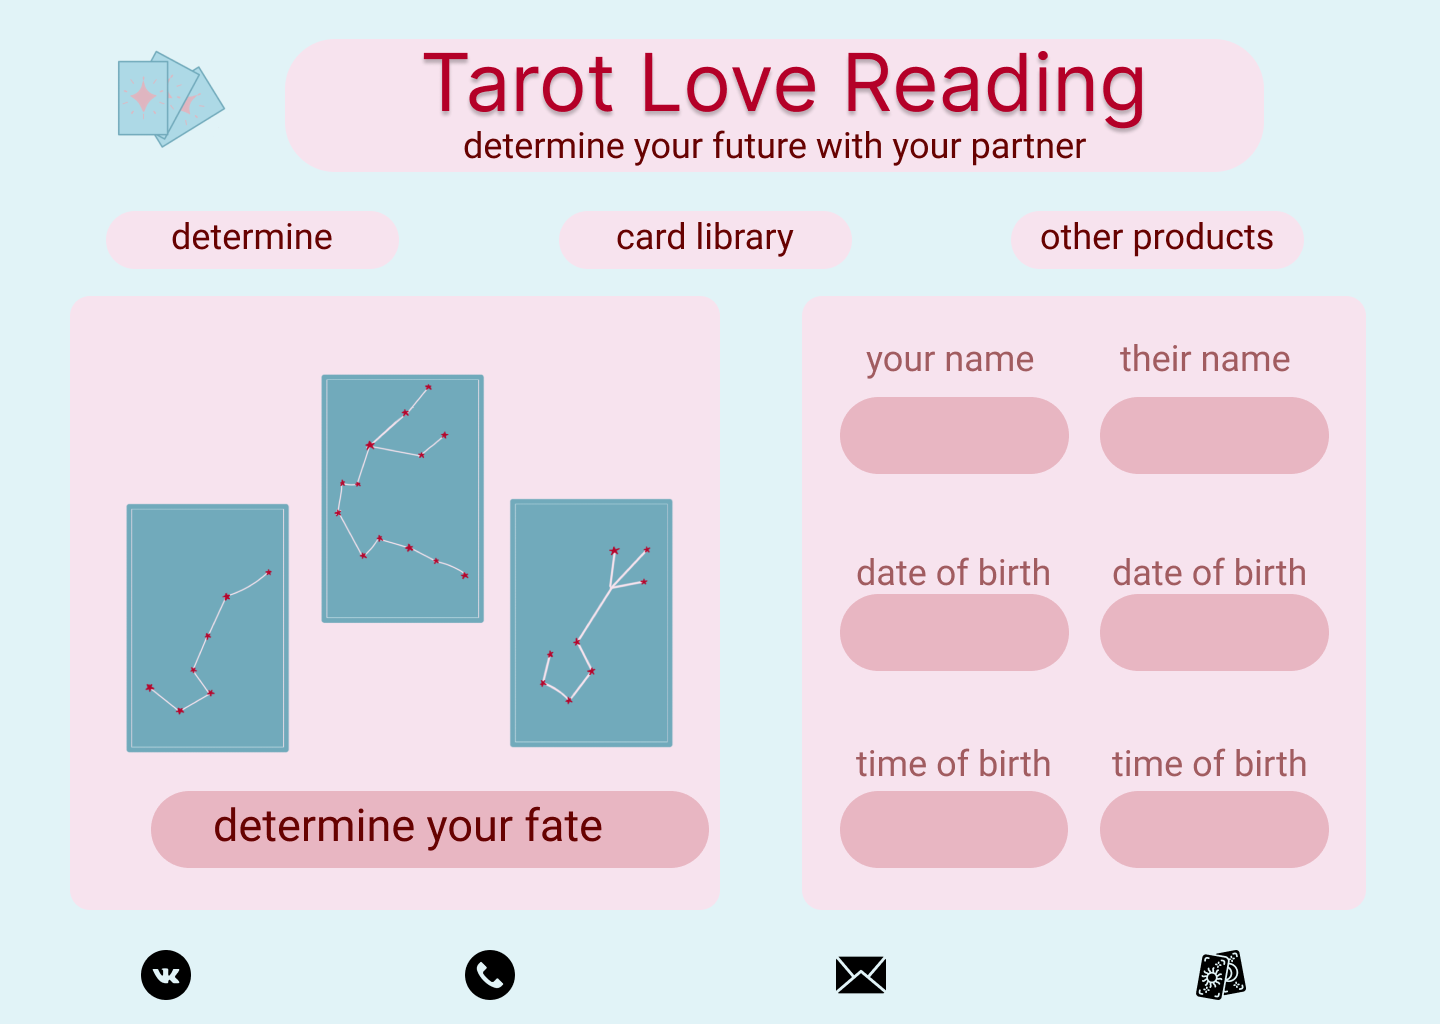 Tarot Love Reading
determine your future with your partner
determine
card library
other products
your name
their name
date of birth
date of birth
time of birth
time of birth
determine your fate